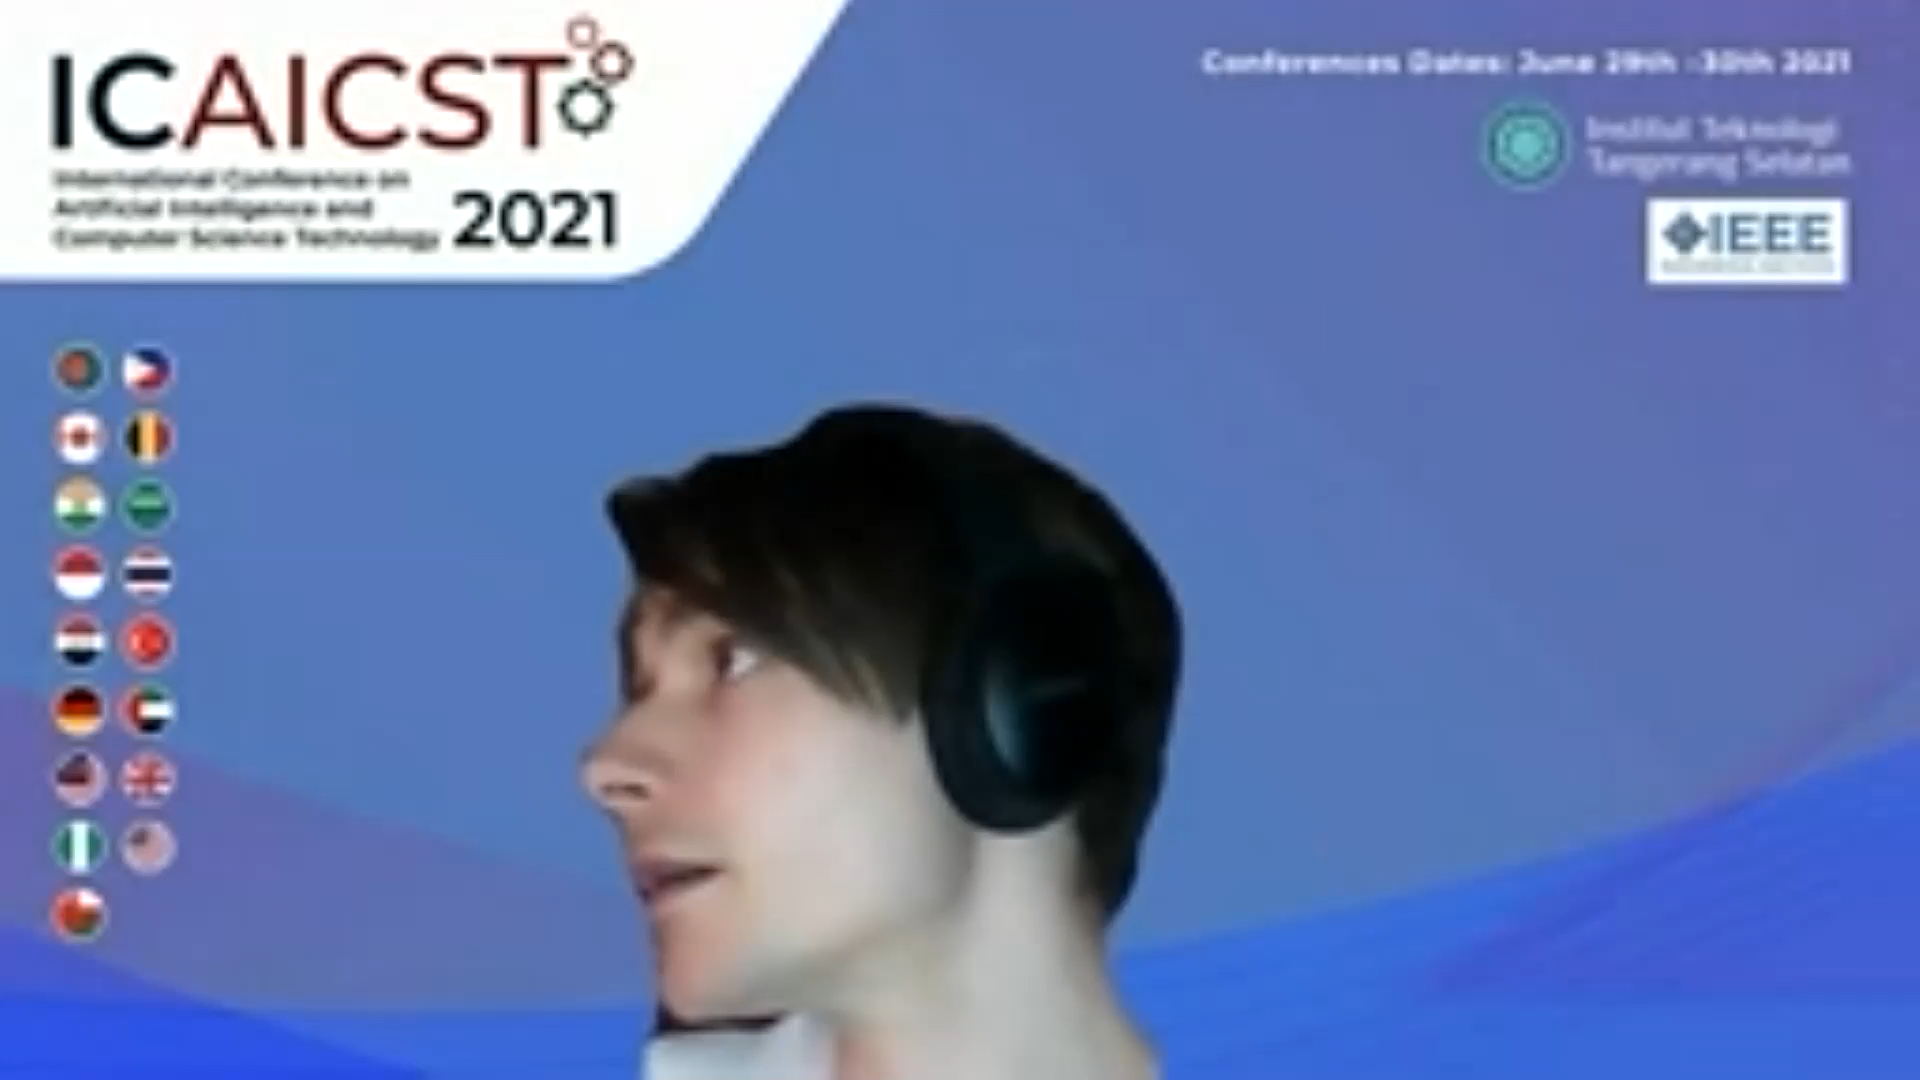 ICAICST
International Conference on
Artificial Intelligence and
Computer Science Technology
2021
Conferences Dates: June 29th -30th 2021
Institut Teknologi
Tangerang Selatan
IEEE